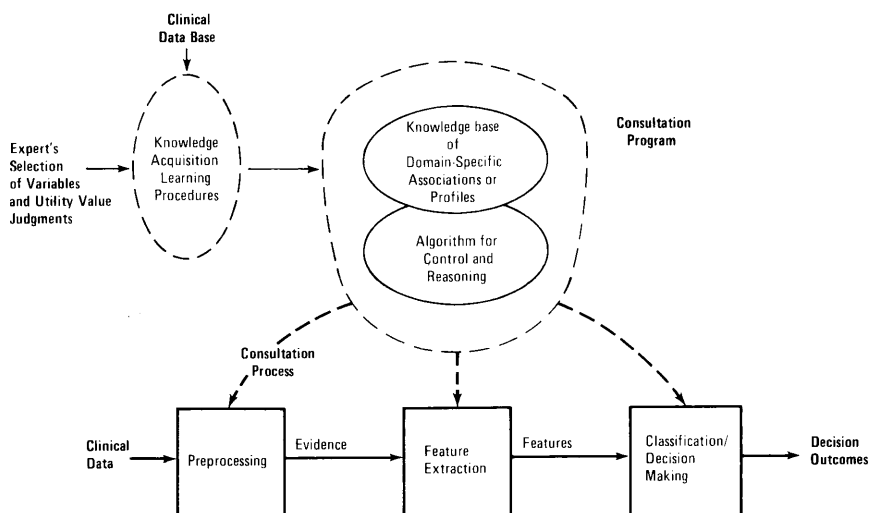 Clinical
Data Base
Expert's
Selection
of Variables
and Utility Value
Judgments
Knowledge
Acquisition
Learning
Procedures
Knowledge base
of
Domain-Specific
Associations or
Profiles
Algorithm for
Control and
Reasoning
Consultation
Program
Consultation
Process
Clinical
Data
Preprocessing
Evidence
Feature
Extraction
Features
Classification/
Decision
Making
Decision
Outcomes